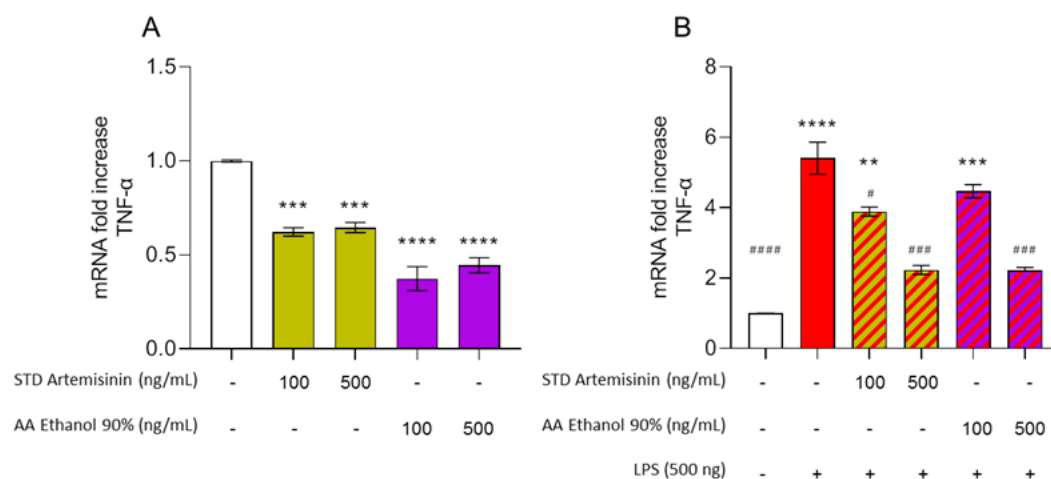 A
B
mRNA fold increase
TNF-α
1.5
1.0
0.5
0.0
***
***
****
****
mRNA fold increase
TNF-α
8
6
4
2
0
####
****
**
#
###
***
###
STD Artemisinin (ng/mL) - 100 500 - -
AA Ethanol 90% (ng/mL) - - - 100 500
STD Artemisinin (ng/mL) - - 100 500 - -
AA Ethanol 90% (ng/mL) - - - - 100 500
LPS (500 ng) - + + + + +